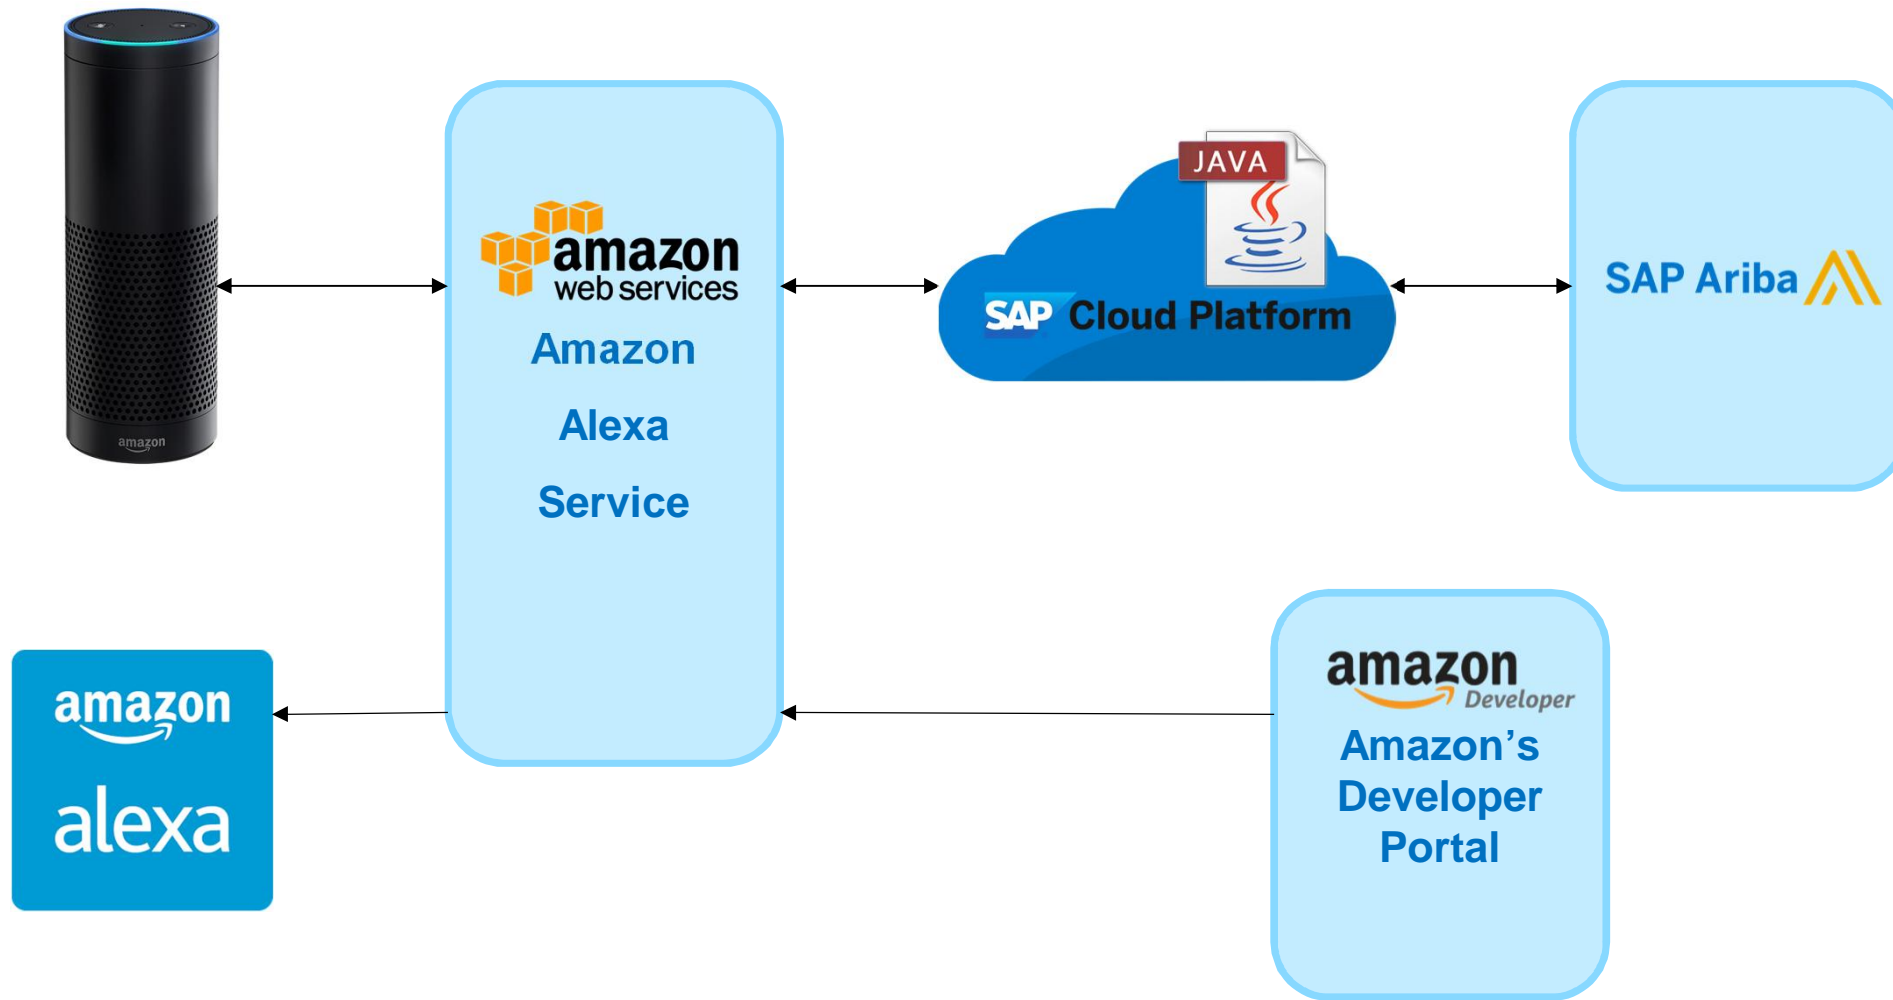 amazon
amazon
web services
Amazon
Alexa
Service
JAVA
SAP Cloud Platform
SAP Ariba
amazon
alexa
amazon
Developer
Amazon’s
Developer
Portal